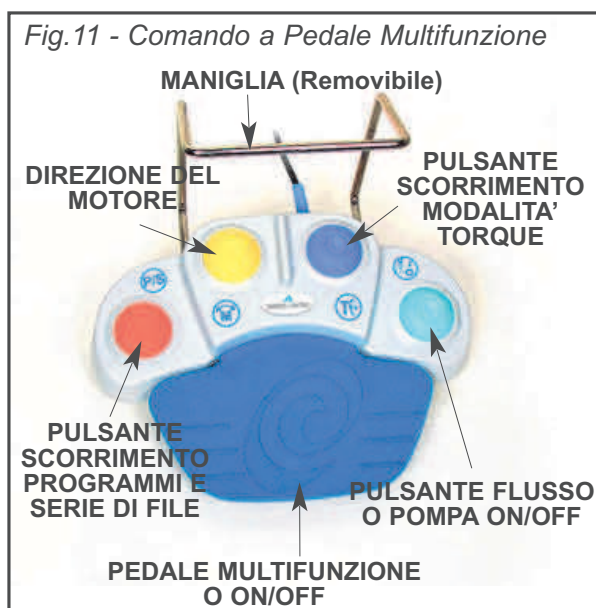 Fig.11 - Comando a Pedale Multifunzione
MANIGLIA (Removibile)
DIREZIONE DEL
MOTORE
PULSANTE
SCORRIMENTO
MODALITA’
TORQUE
P/S
M
PULSANTE
SCORRIMENTO
PROGRAMMI E
SERIE DI FILE
PULSANTE FLUSSO
O POMPA ON/OFF
PEDALE MULTIFUNZIONE
O ON/OFF